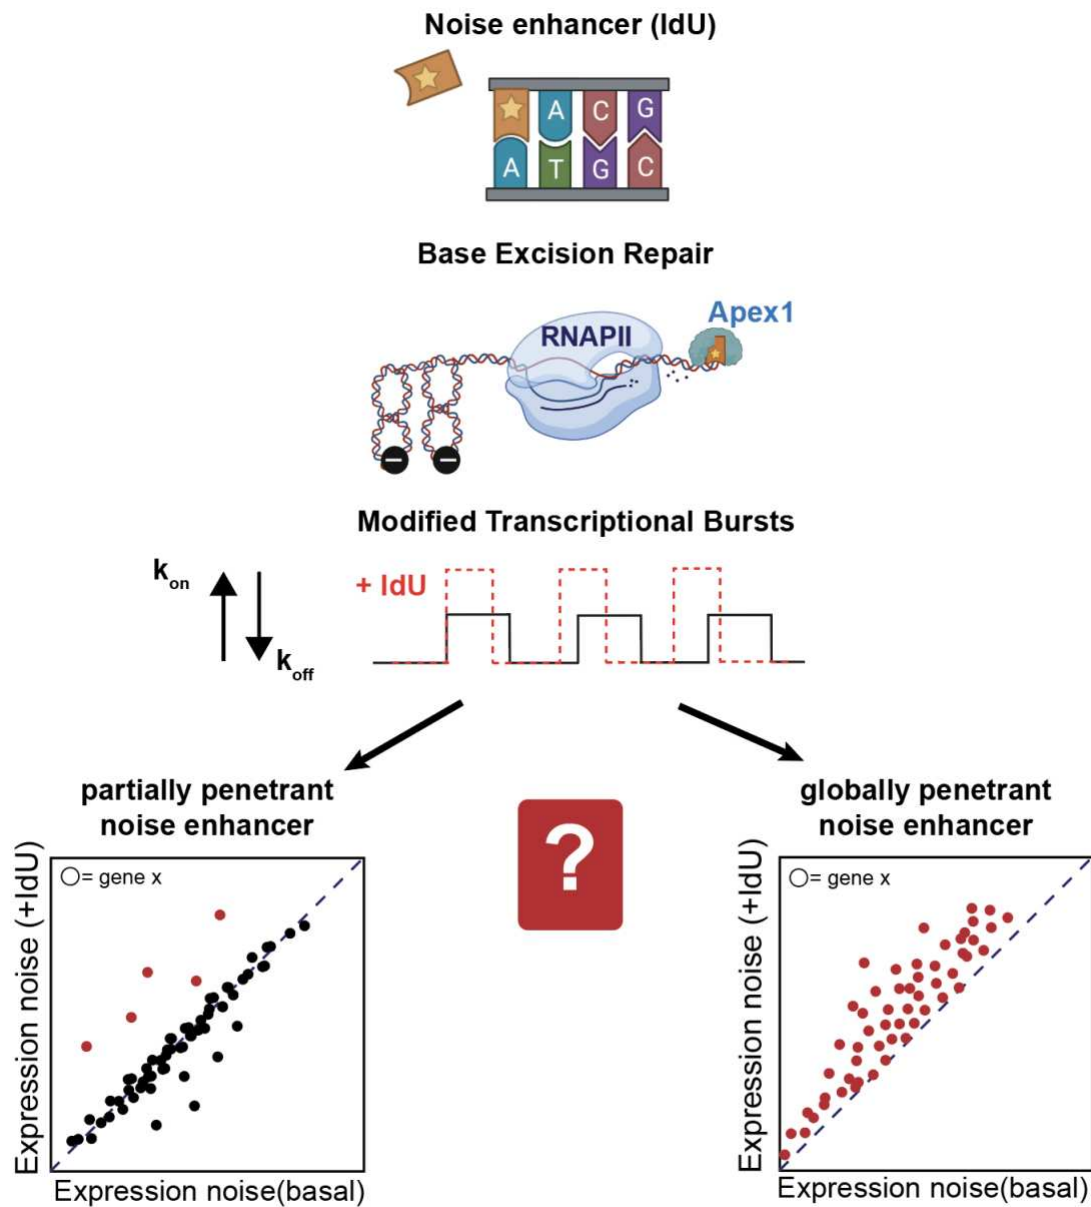 Noise enhancer (IdU)
A C G
A T G C
Base Excision Repair
Apex1
RNAPII
Modified Transcriptional Bursts
kon
koff
+ IdU
partially penetrant
noise enhancer
globally penetrant
noise enhancer
?
= gene x
Expression noise (+IdU)
Expression noise(basal)
= gene x
Expression noise (+IdU)
Expression noise(basal)